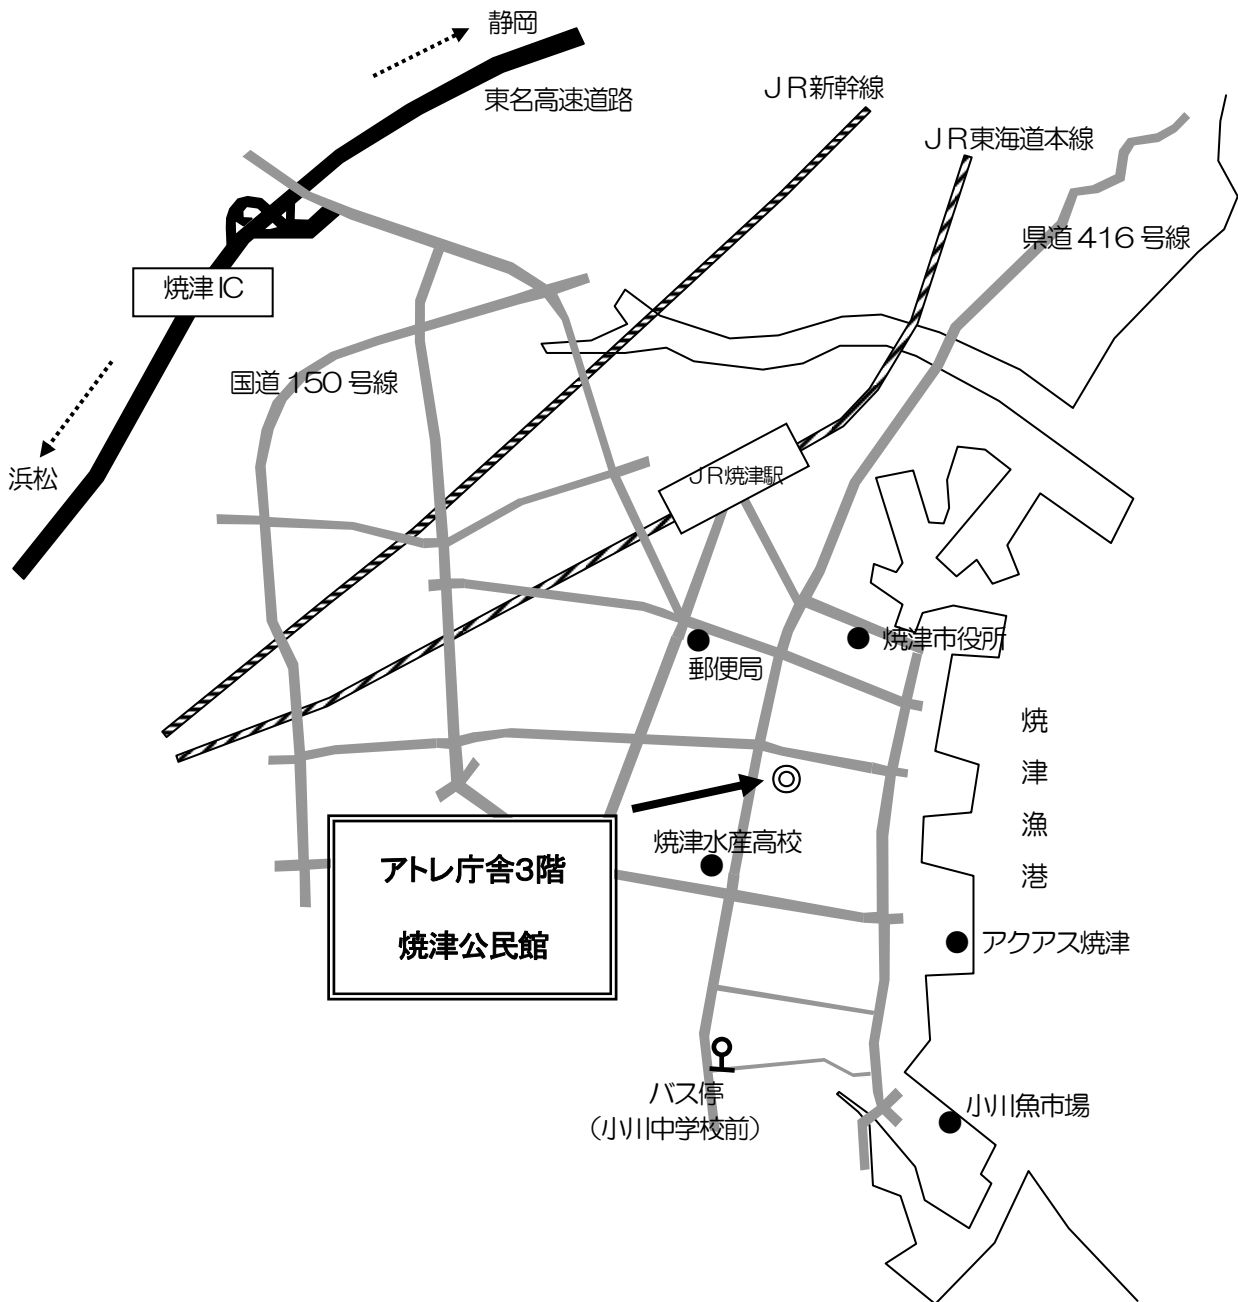 静岡
東名高速道路
ＪＲ新幹線
ＪＲ東海道本線
県道416号線
焼津IC
国道150号線
浜松
ＪＲ焼津駅
焼津市役所
郵便局
焼津漁港
焼津水産高校
アトレ庁舎3階
焼津公民館
アクアス焼津
バス停
（小川中学校前）
小川魚市場